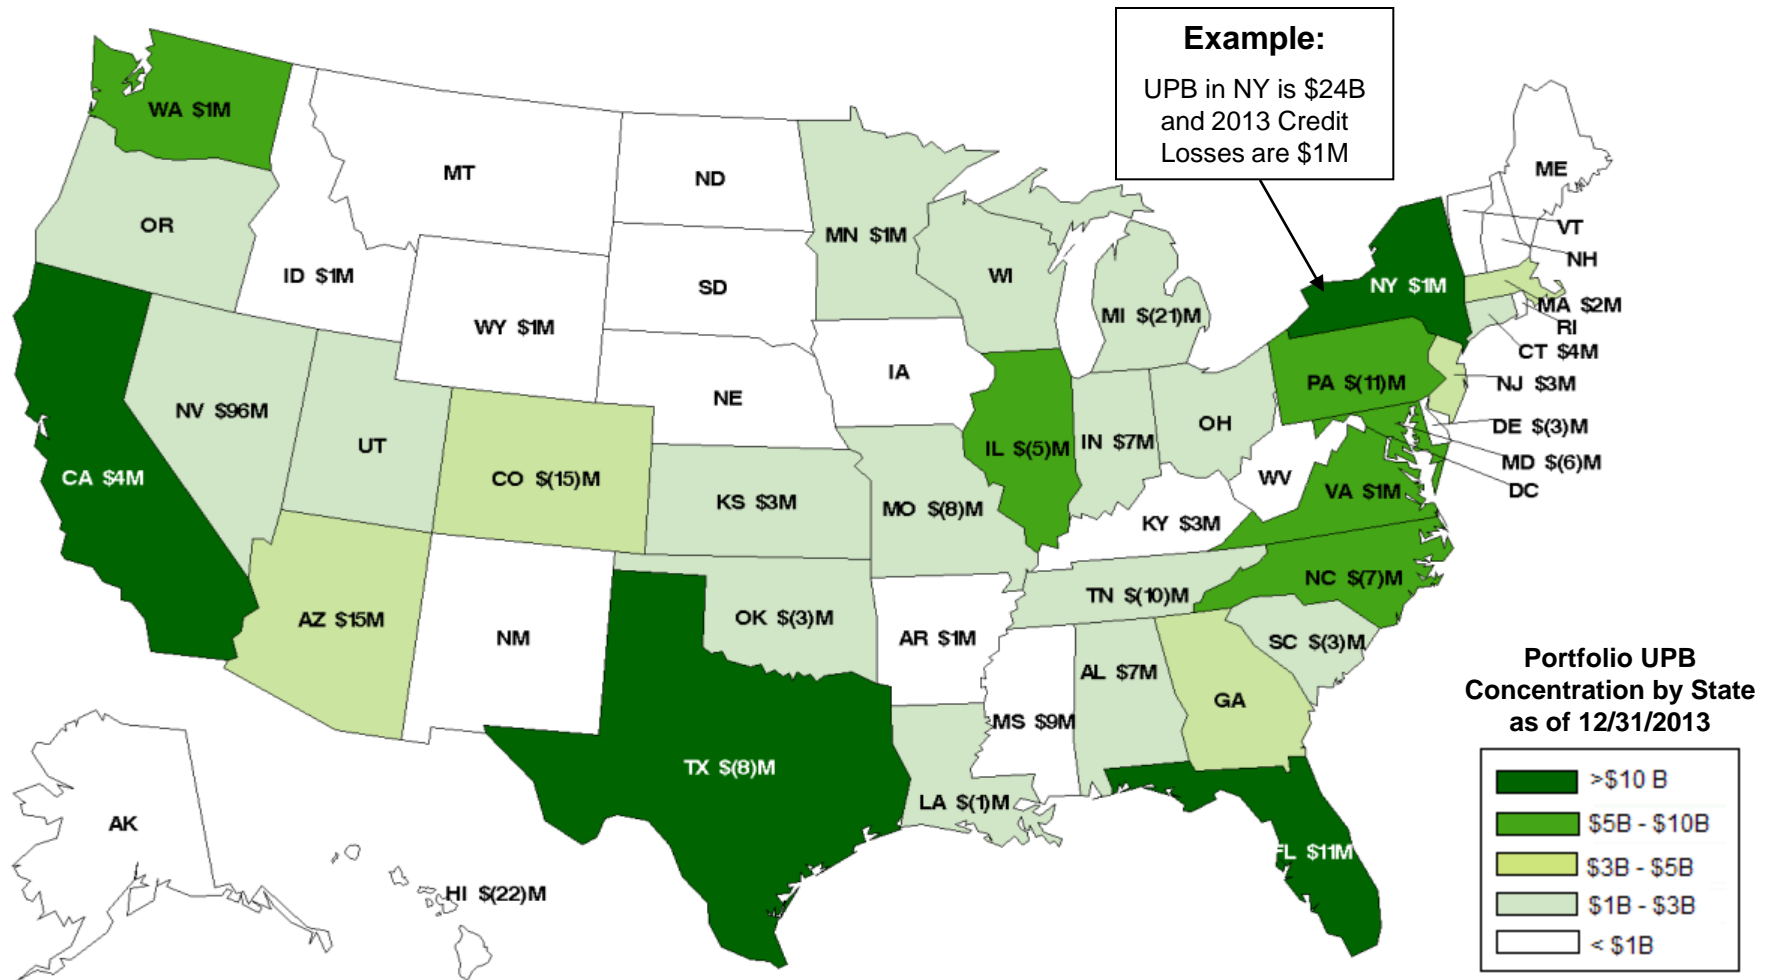 Example:
UPB in NY is $24B
and 2013 Credit
Losses are $1M
WA $1M
MT
ND
OR
ID $1M
MN $1M
WI
SD
WY $1M
MI $(21)M
NY $1M
ME
VT
NH
MA $2M
RI
CT $4M
NJ $3M
DE $(3)M
MD $(6)M
DC
IA
NE
PA $(11)M
NV $96M
UT
CO $(15)M
CA $4M
KS $3M
MO $(8)M
IL $(5)M
IN $7M
OH
WV
VA $1M
KY $3M
NC $(7)M
TN $(10)M
AZ $15M
NM
OK $(3)M
AR $1M
SC $(3)M
AL $7M
GA
MS $9M
TX $(8)M
LA $(1)M
FL $11M
AK
HI $(22)M
Portfolio UPB
Concentration by State
as of 12/31/2013
>$10 B
$5B - $10B
$3B - $5B
$1B - $3B
< $1B